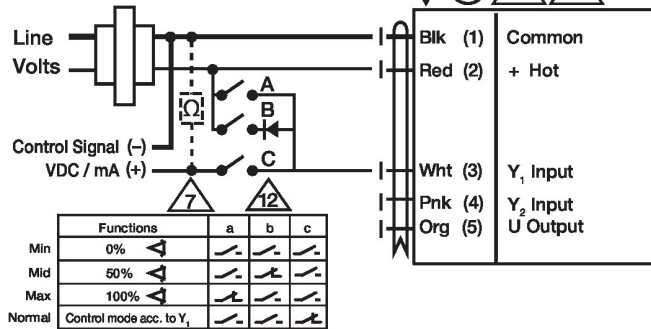 Line
Volts
Control Signal (–)
VDC / mA (+)
Ω
A
B
C
7
12
Blk (1) Common
Red (2) + Hot
Wht (3) Y₁ Input
Pnk (4) Y₂ Input
Org (5) U Output
Functions a b c
Min 0%
Mid 50%
Max 100%
Normal Control mode acc. to Y₁